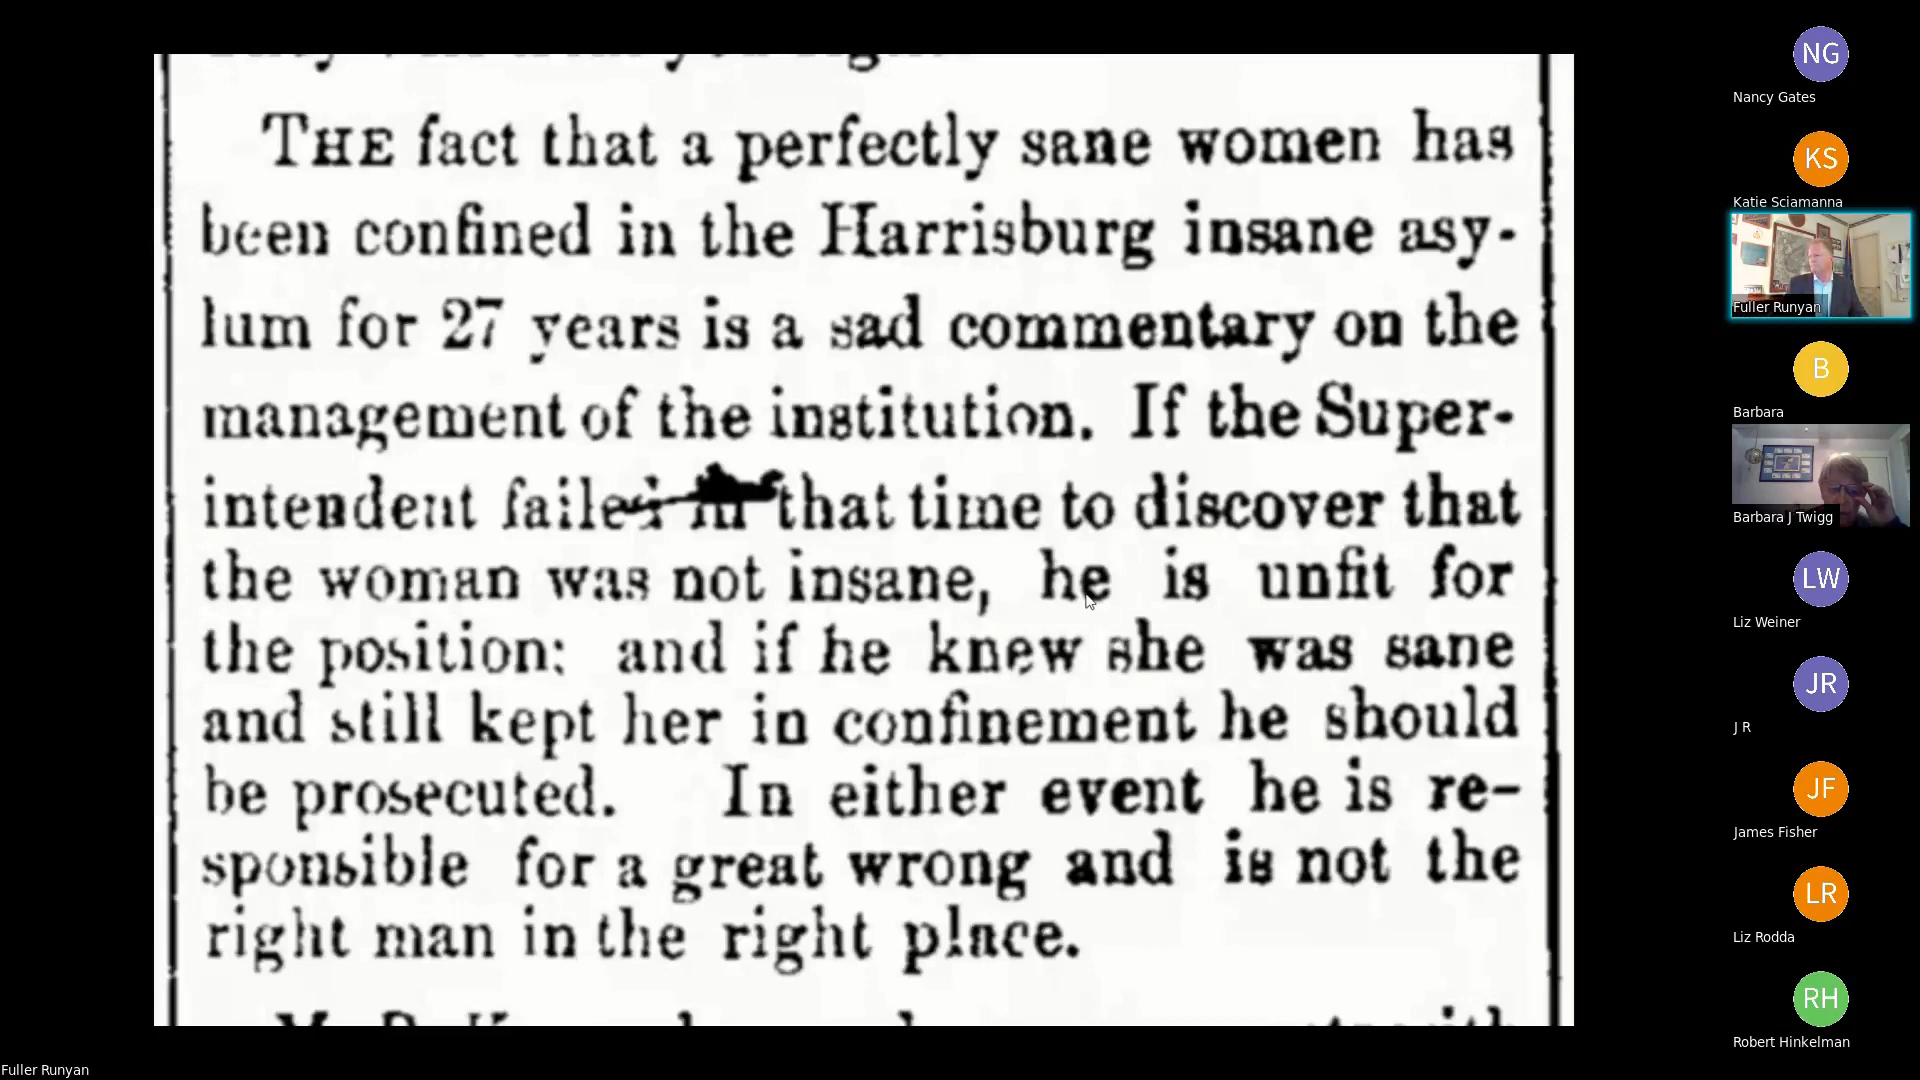 THE fact that a perfectly sane women has
been confined in the Harrisburg insane asy-
lum for 27 years is a sad commentary on the
management of the institution. If the Super-
intendent failed in that time to discover that
the woman was not insane, he is unfit for
the position; and if he knew she was sane
and still kept her in confinement he should
be prosecuted. In either event he is re-
sponsible for a great wrong and is not the
right man in the right place.
NG
Nancy Gates
KS
Katie Sciamanna
Fuller Runyan
B
Barbara
Barbara J Twigg
LW
Liz Weiner
JR
J R
JF
James Fisher
LR
Liz Rodda
RH
Robert Hinkelman
Fuller Runyan